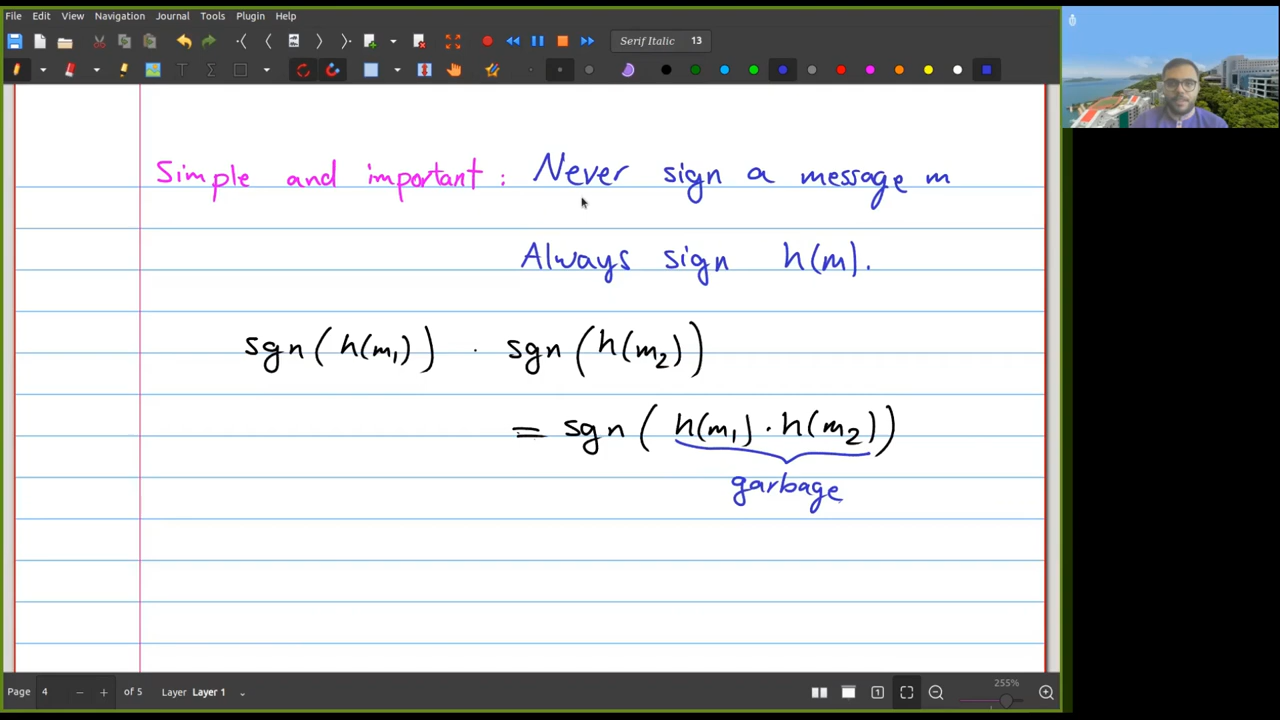 File Edit View Navigation Journal Tools Plugin Help
Serif Italic 13
Simple and important : Never sign a message m
Always sign h(m).
sgn(h(m₁)) · sgn(h(m₂))
= sgn(h(m₁)·h(m₂))
garbage
Page 4 of 5 Layer Layer 1 255%